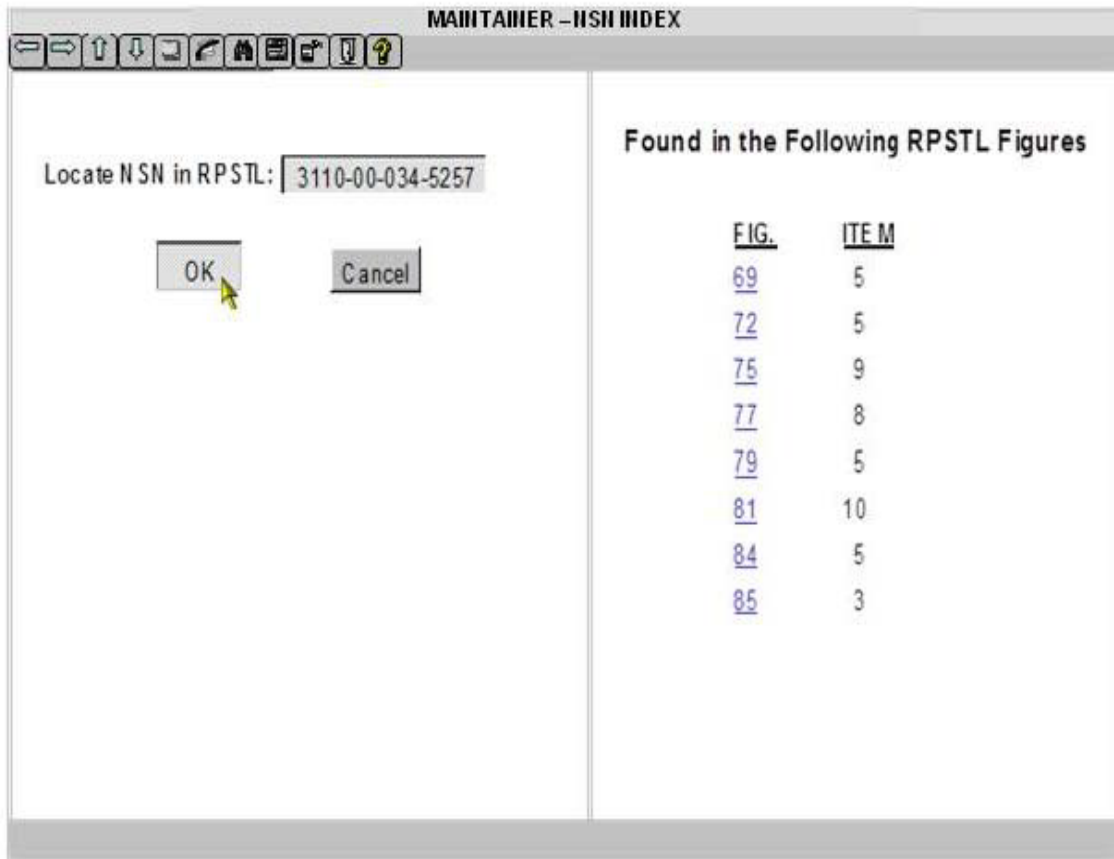 MAINTAINER – NSN INDEX
Locate NSN in RPSTL: 3110-00-034-5257
OK Cancel
Found in the Following RPSTL Figures
FIG. ITEM
69 5
72 5
75 9
77 8
79 5
81 10
84 5
85 3